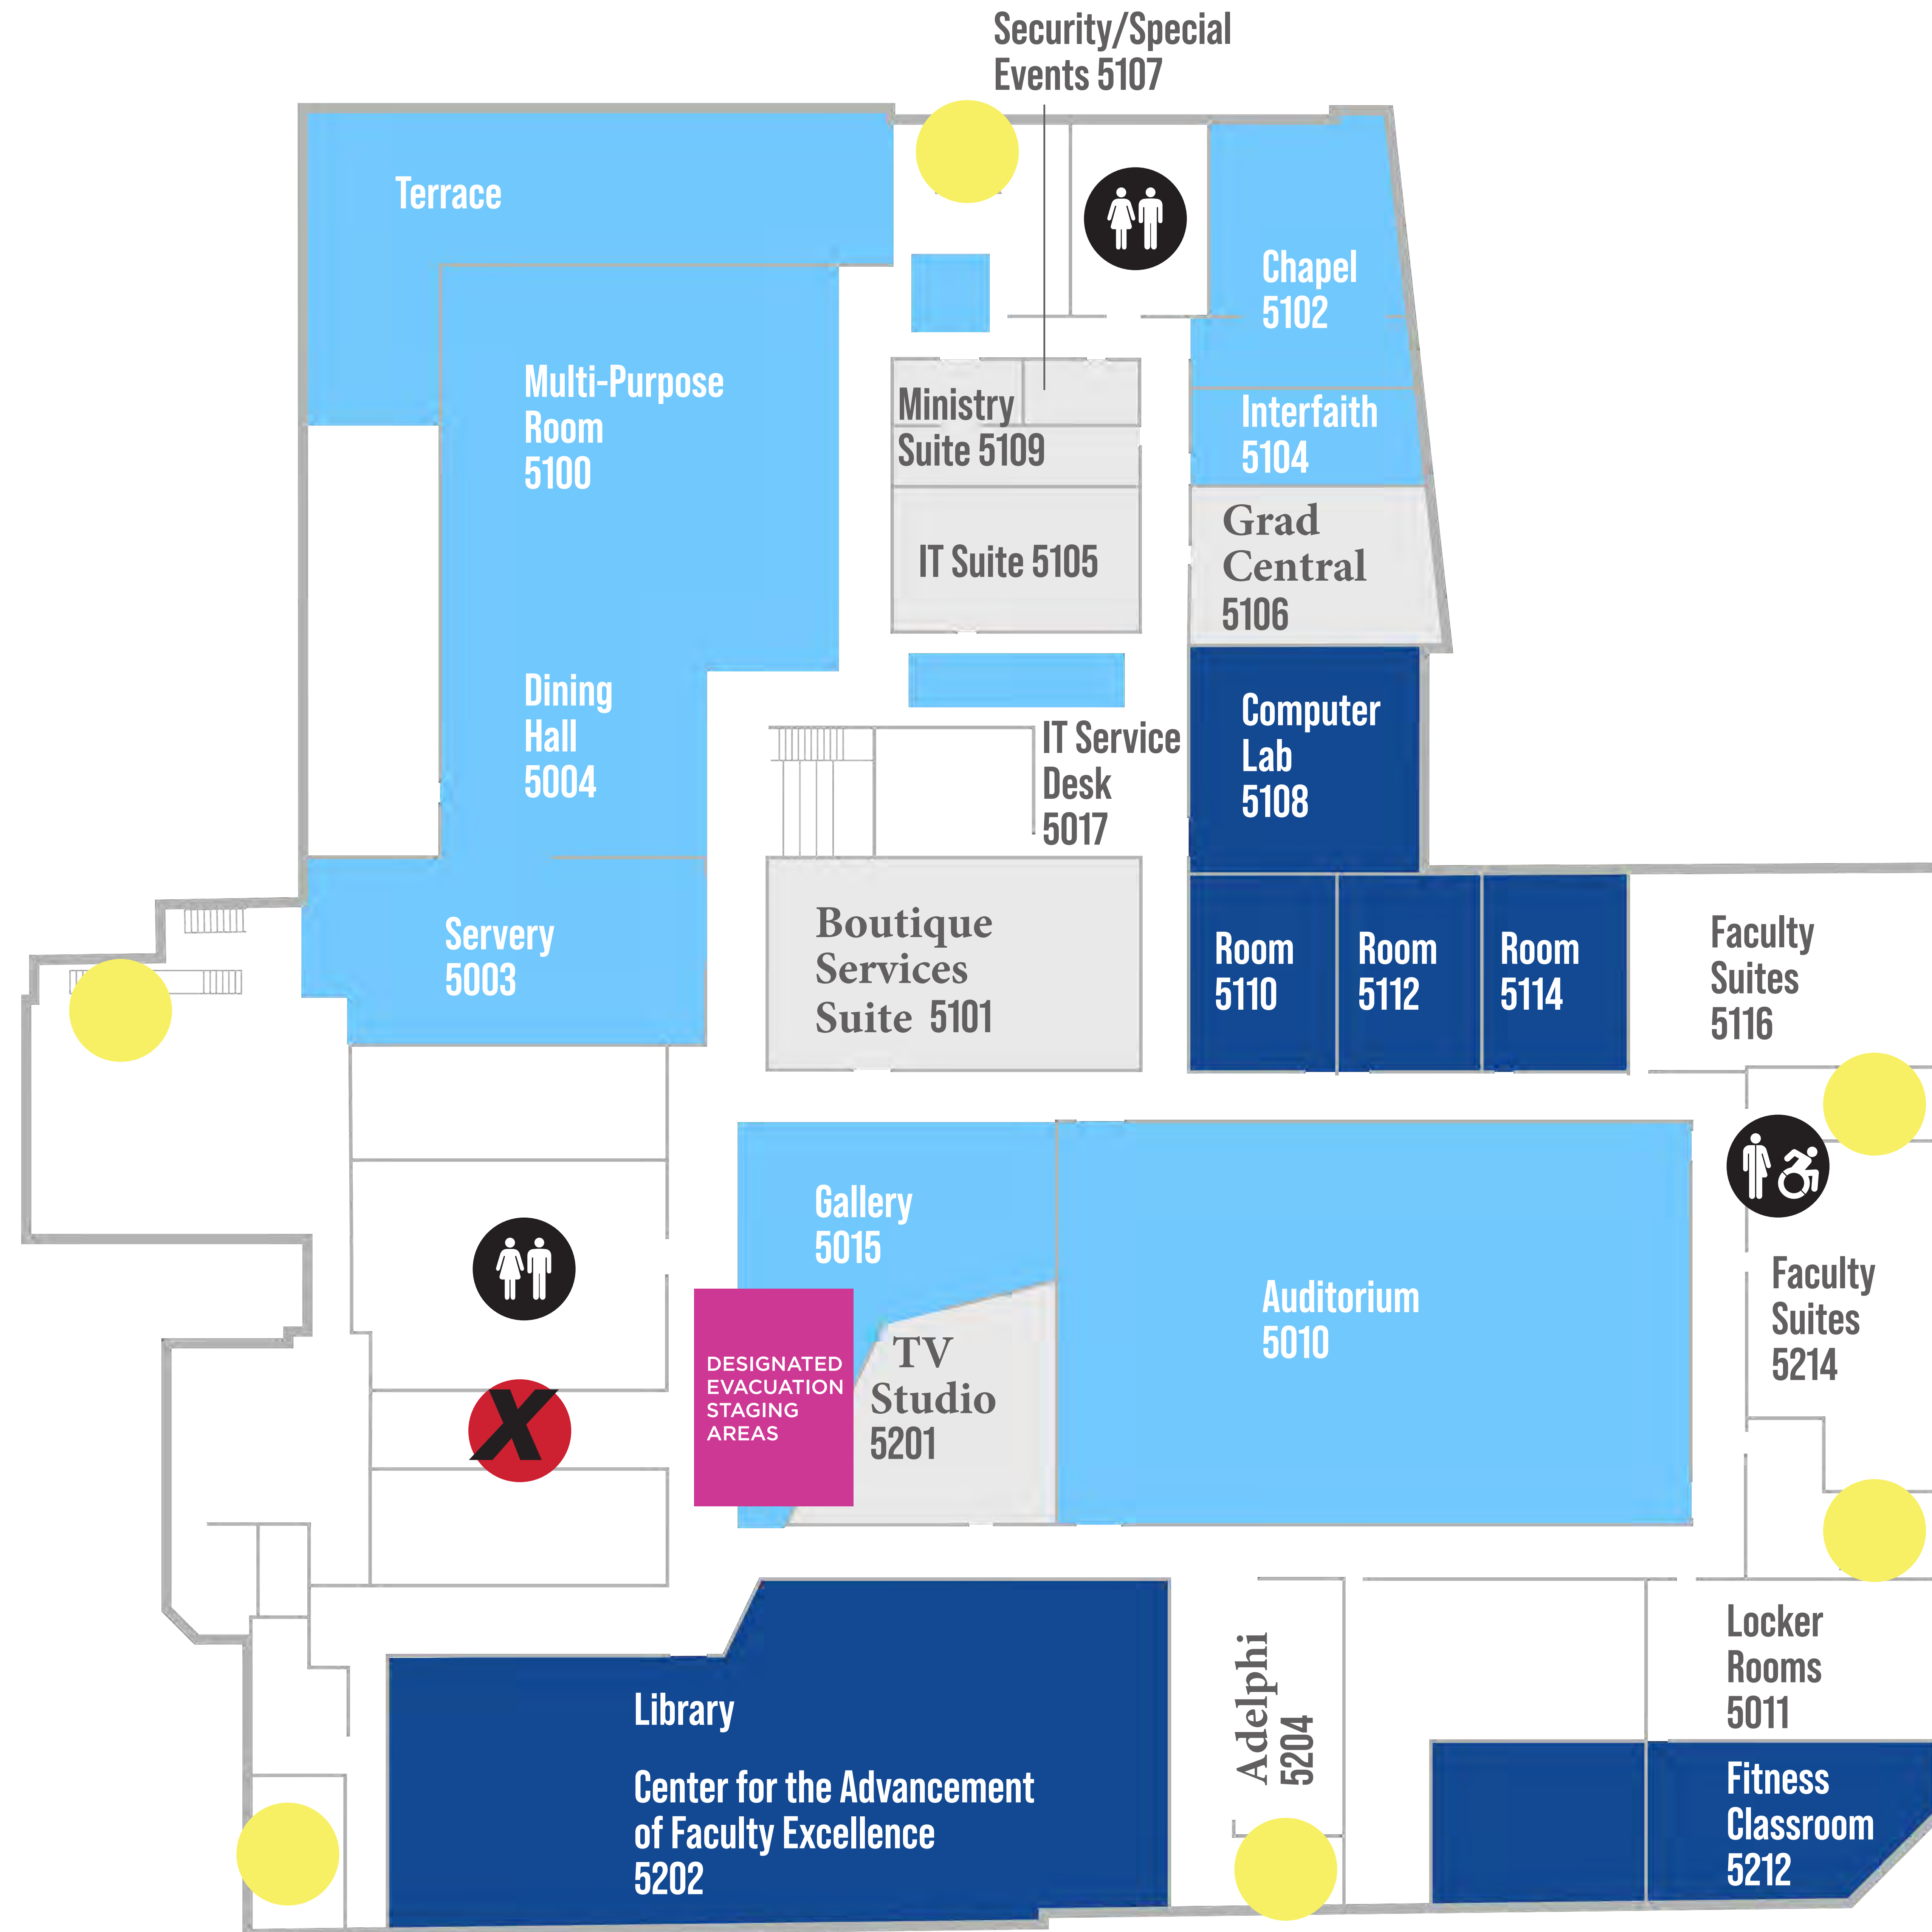 Security/Special
Events 5107
Terrace
Chapel
5102
Multi-Purpose
Room
5100
Ministry
Suite 5109
Interfaith
5104
IT Suite 5105
Grad
Central
5106
Dining
Hall
5004
IT Service
Desk
5017
Computer
Lab
5108
Servery
5003
Boutique
Services
Suite 5101
Room
5110
Room
5112
Room
5114
Faculty
Suites
5116
Gallery
5015
Auditorium
5010
Faculty
Suites
5214
DESIGNATED
EVACUATION
STAGING
AREAS
TV
Studio
5201
X
Library
Center for the Advancement
of Faculty Excellence
5202
Adelphi
5204
Locker
Rooms
5011
Fitness
Classroom
5212